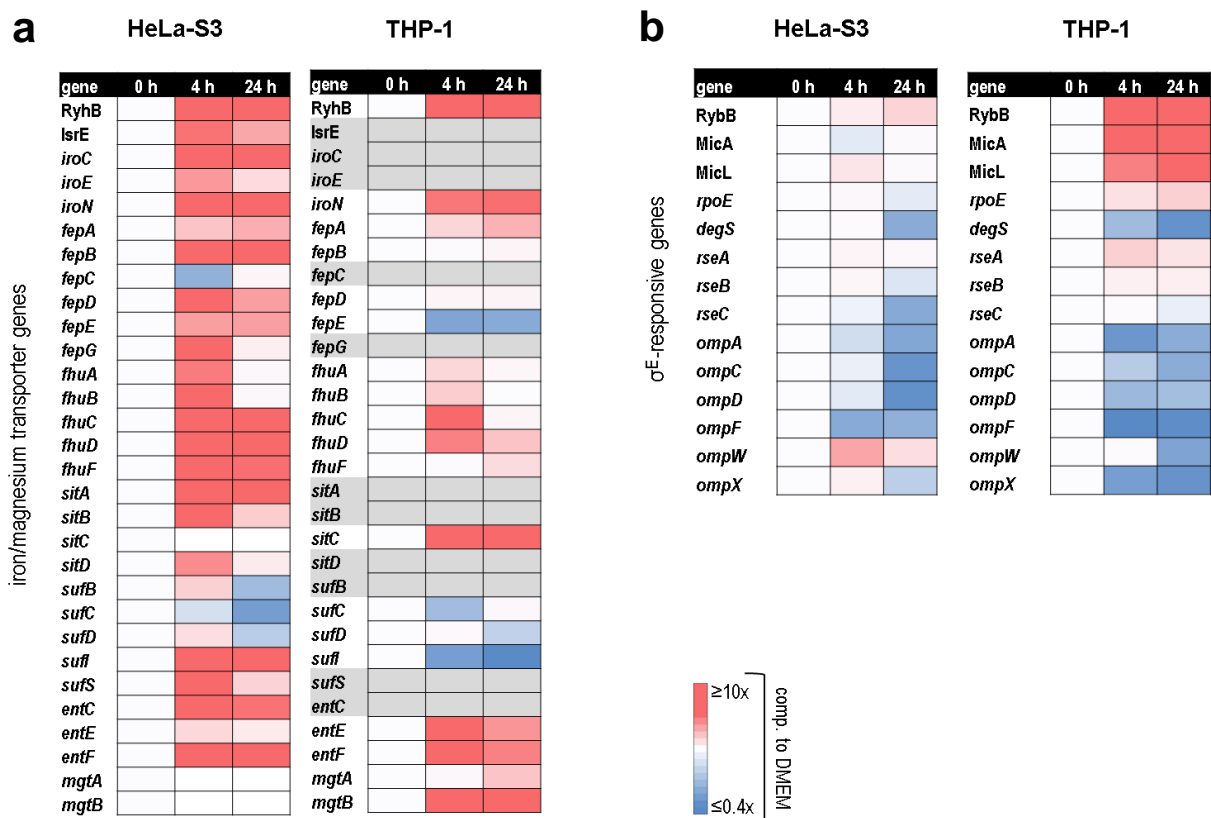 a
HeLa-S3
THP-1
iron/magnesium transporter genes
gene 0 h 4 h 24 h
RyhB
IsrE
iroC
iroE
iroN
fepA
fepB
fepC
fepD
fepE
fepG
fhuA
fhuB
fhuC
fhuD
fhuF
sitA
sitB
sitC
sitD
sufB
sufC
sufD
sufI
sufS
entC
entE
entF
mgtA
mgtB
gene 0 h 4 h 24 h
RyhB
IsrE
iroC
iroE
iroN
fepA
fepB
fepC
fepD
fepE
fepG
fhuA
fhuB
fhuC
fhuD
fhuF
sitA
sitB
sitC
sitD
sufB
sufC
sufD
sufI
sufS
entC
entE
entF
mgtA
mgtB
b
HeLa-S3
THP-1
σE-responsive genes
gene 0 h 4 h 24 h
RybB
MicA
MicL
rpoE
degS
rseA
rseB
rseC
ompA
ompC
ompD
ompF
ompW
ompX
gene 0 h 4 h 24 h
RybB
MicA
MicL
rpoE
degS
rseA
rseB
rseC
ompA
ompC
ompD
ompF
ompW
ompX
≥10x
≤0.4x
comp. to DMEM